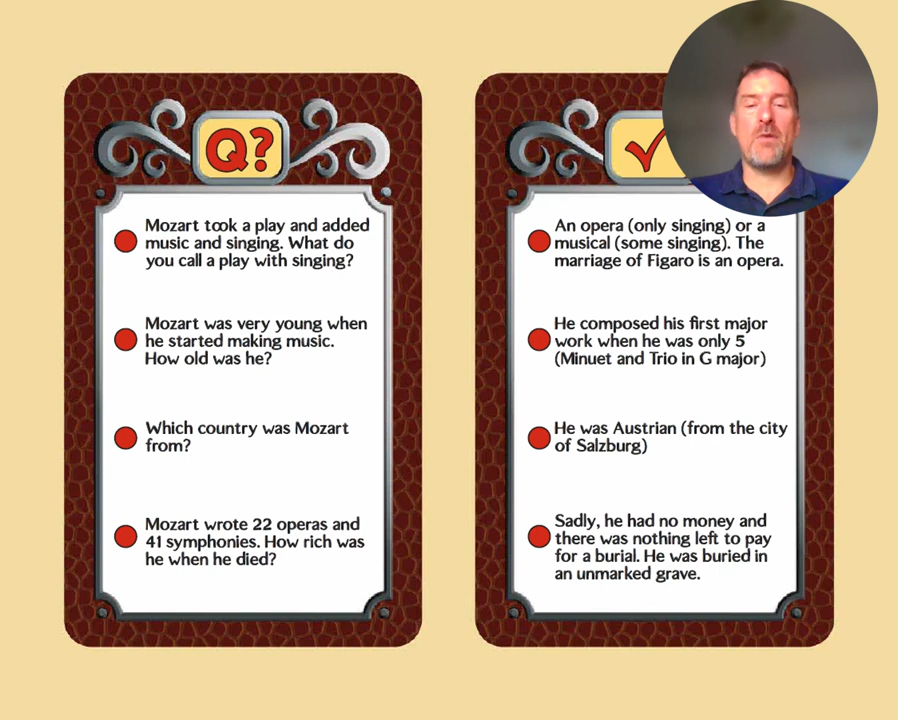 Q?
Mozart took a play and added
music and singing. What do
you call a play with singing?
Mozart was very young when
he started making music.
How old was he?
Which country was Mozart
from?
Mozart wrote 22 operas and
41 symphonies. How rich was
he when he died?
An opera (only singing) or a
musical (some singing). The
marriage of Figaro is an opera.
He composed his first major
work when he was only 5
(Minuet and Trio in G major)
He was Austrian (from the city
of Salzburg)
Sadly, he had no money and
there was nothing left to pay
for a burial. He was buried in
an unmarked grave.